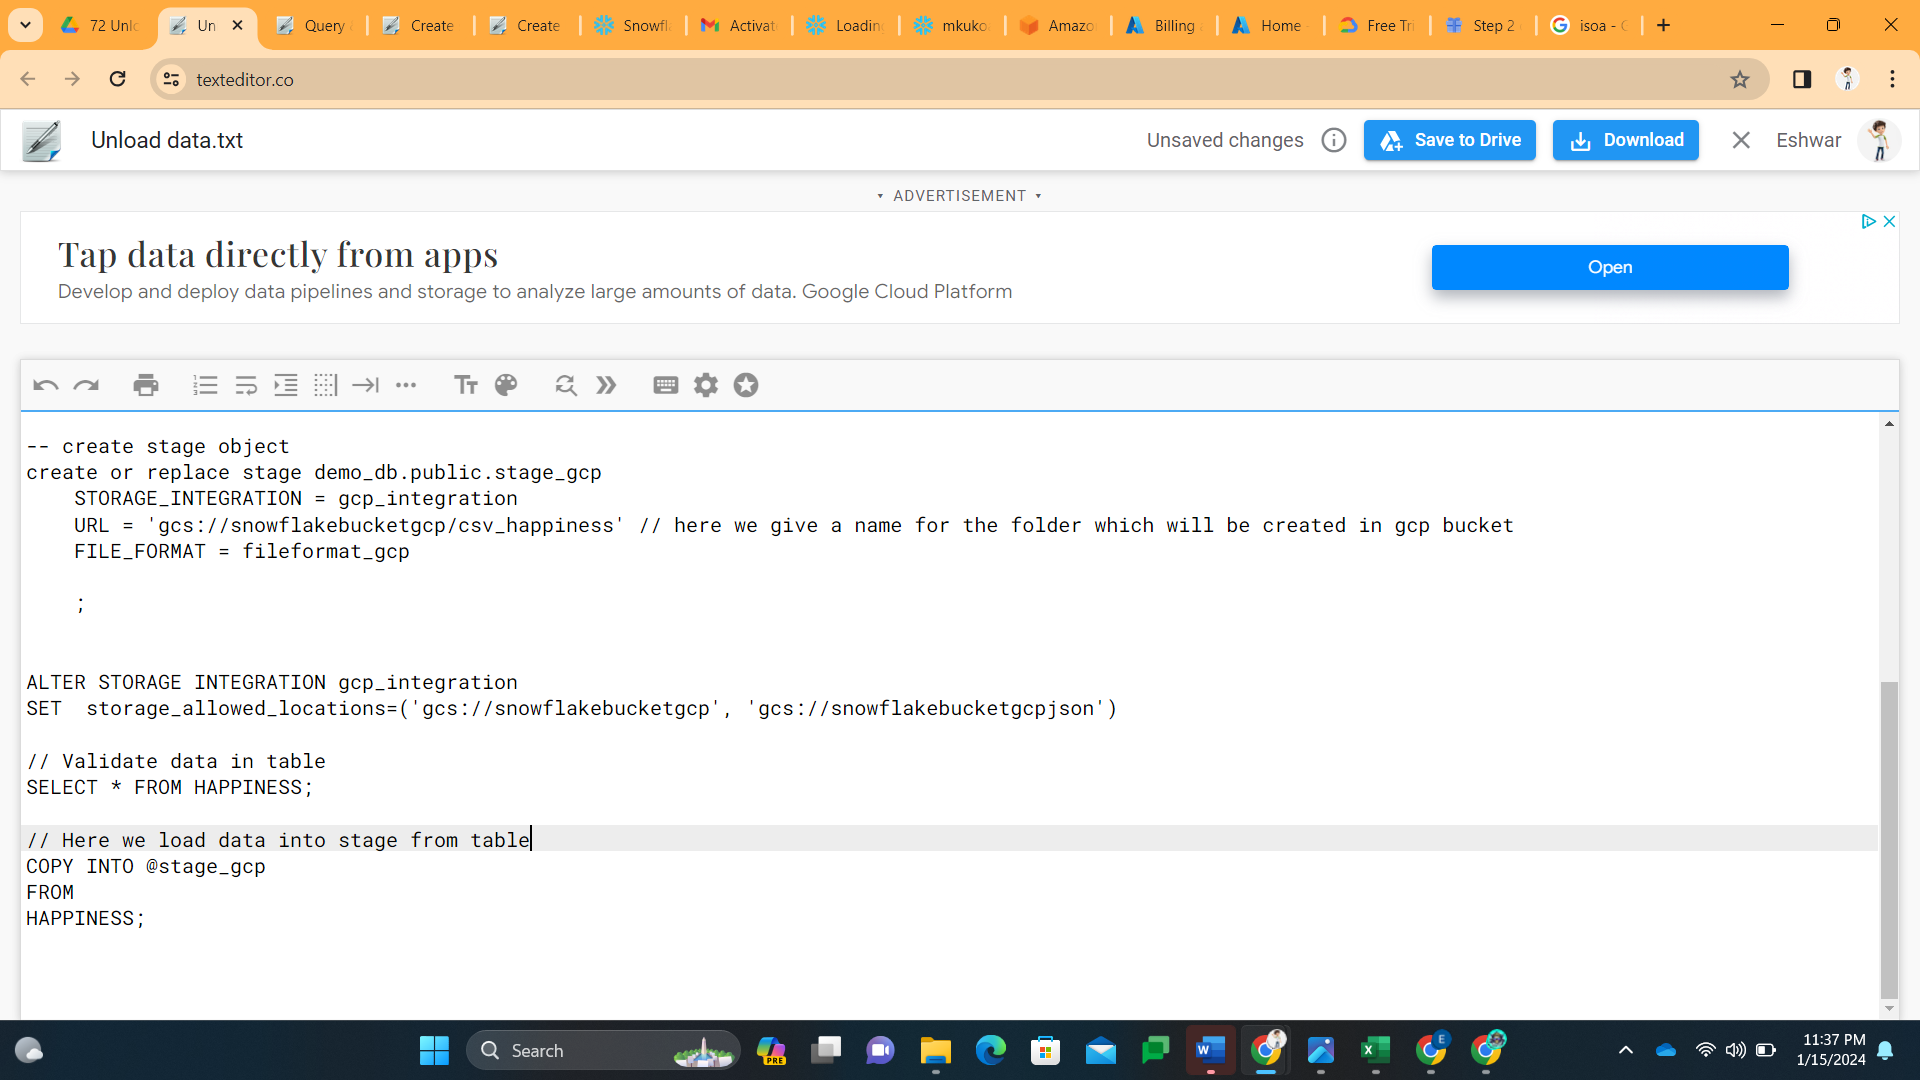 72 Unlo
Un
Query
Create
Create
Snowfl
Activat
Loading
mkuko
Amazo
Billing
Home
Free Tri
Step 2
isoa - G
texteditor.co
Unload data.txt
Unsaved changes
Save to Drive
Download
Eshwar
ADVERTISEMENT
Tap data directly from apps
Develop and deploy data pipelines and storage to analyze large amounts of data. Google Cloud Platform
Open
-- create stage object
create or replace stage demo_db.public.stage_gcp
    STORAGE_INTEGRATION = gcp_integration
    URL = 'gcs://snowflakebucketgcp/csv_happiness' // here we give a name for the folder which will be created in gcp bucket
    FILE_FORMAT = fileformat_gcp
    ;
ALTER STORAGE INTEGRATION gcp_integration
SET  storage_allowed_locations=('gcs://snowflakebucketgcp', 'gcs://snowflakebucketgcpjson')
// Validate data in table
SELECT * FROM HAPPINESS;
// Here we load data into stage from table
COPY INTO @stage_gcp
FROM
HAPPINESS;
Search
PRE
E
11:37 PM
1/15/2024